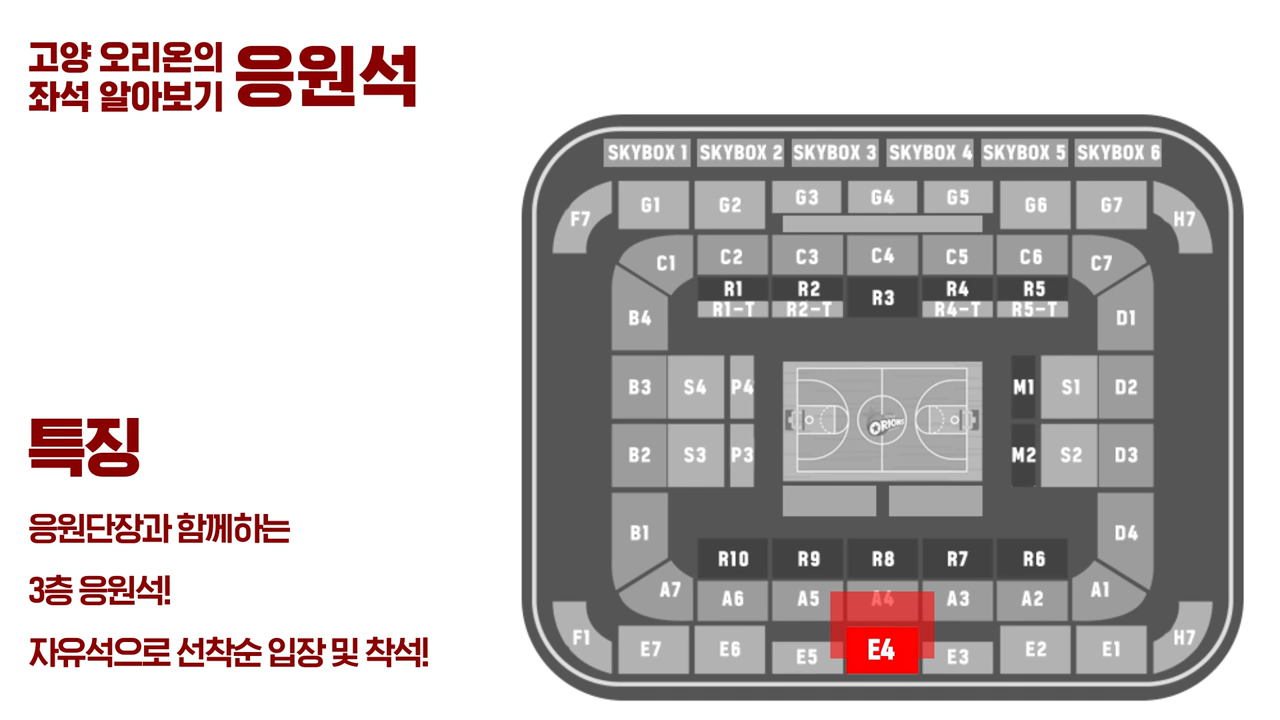 고양 오리온의
좌석 알아보기
응원석
SKYBOX 1 SKYBOX 2 SKYBOX 3 SKYBOX 4 SKYBOX 5 SKYBOX 6
F7 G1 G2 G3 G4 G5 G6 G7 H7
C1 C2 C3 C4 C5 C6 C7
R1 R2 R3 R4 R5
R1-T R2-T R4-T R5-T
B4 D1
B3 S4 P4 M1 S1 D2
ORIONS
B2 S3 P3 M2 S2 D3
B1 D4
R10 R9 R8 R7 R6
A7 A6 A5 A4 A3 A2 A1
F1 E7 E6 E5 E4 E3 E2 E1 H7
특징
응원단장과 함께하는
3층 응원석!
자유석으로 선착순 입장 및 착석!